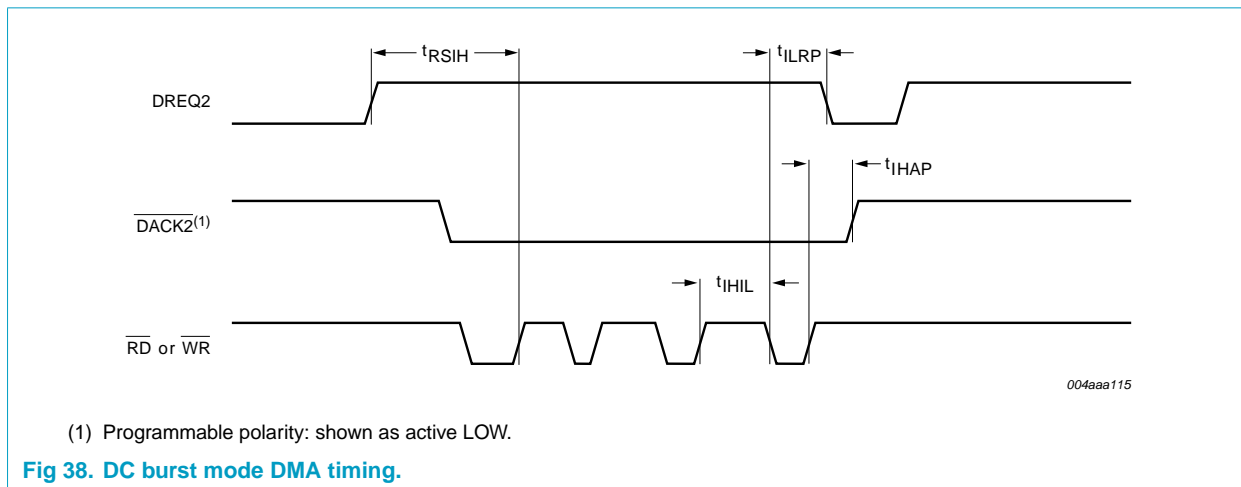 tRSIH
tILRP
DREQ2
tIHAP
DACK2(1)
tIHIL
RD or WR
004aaa115
(1) Programmable polarity: shown as active LOW.
Fig 38. DC burst mode DMA timing.